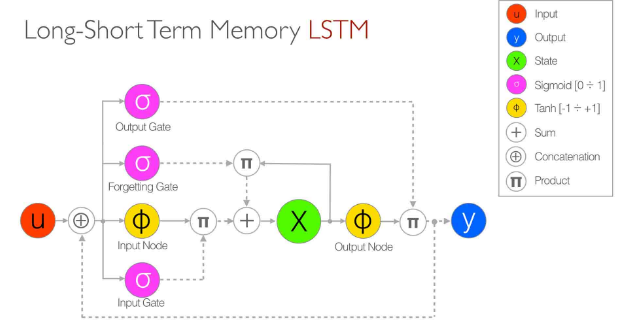 Long-Short Term Memory LSTM
u Input
y Output
X State
σ Sigmoid [0 ÷ 1]
ϕ Tanh [-1 ÷ +1]
+ Sum
⊕ Concatenation
π Product
σ
Output Gate
σ
π
Forgetting Gate
u
⊕
ϕ
π
+
X
ϕ
π
y
Input Node
Output Node
σ
Input Gate